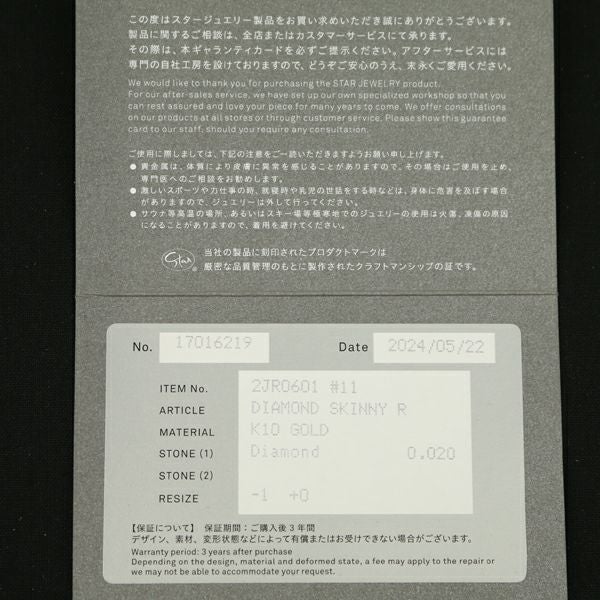 この度はスタージュエリー製品をお買い求めいただき誠にありがとうございます。
製品に関するご相談は、全店またはカスタマーサービスにて承ります。
その際は、本ギャランティカードを必ずご提示ください。アフターサービスには
専門の自社工房を設けておりますので、どうぞご安心のうえ、末永くご愛用ください。
We would like to thank you for purchasing the STAR JEWELRY product.
For our after-sales service, we have set up our own specialized workshop so that you
can rest assured and love your piece for many years to come. We offer consultations
on our products at all stores or through customer service. Please show this guarantee
card to our staff, should you require any consultation.
ご使用に際しましては、下記の注意をご一読いただきますようお願い申し上げます。
● 貴金属は、体質により皮膚に異常を感じることがありますので、その場合はご使用を止め、
専門医へのご相談をお勧めします。
● 激しいスポーツや力仕事の時、就寝時や乳児の世話をする時などは、身体に危害を及ぼす場合
がありますので、ジュエリーは外して行ってください。
● サウナ等高温の場所、あるいはスキー場等極寒地でのジュエリーの使用は火傷、凍傷の原因
になることがありますので、着用を避けてください。
Star® 当社の製品に刻印されたプロダクトマークは
厳密な品質管理のもとに製作されたクラフトマンシップの証です。
No. 17016219 Date 2024/05/22
ITEM No. 2JR0601 #11
ARTICLE DIAMOND SKINNY R
MATERIAL K10 GOLD
STONE (1) Diamond 0.020
STONE (2)
RESIZE -1 +0
【保証について】 保証期間：ご購入後3年間
デザイン、素材、変形状態などによって有償またはお受けできない場合がございます。
Warranty period: 3 years after purchase
Depending on the design, material and deformed state, a fee may apply to the repair or
we may not be able to accommodate your request.